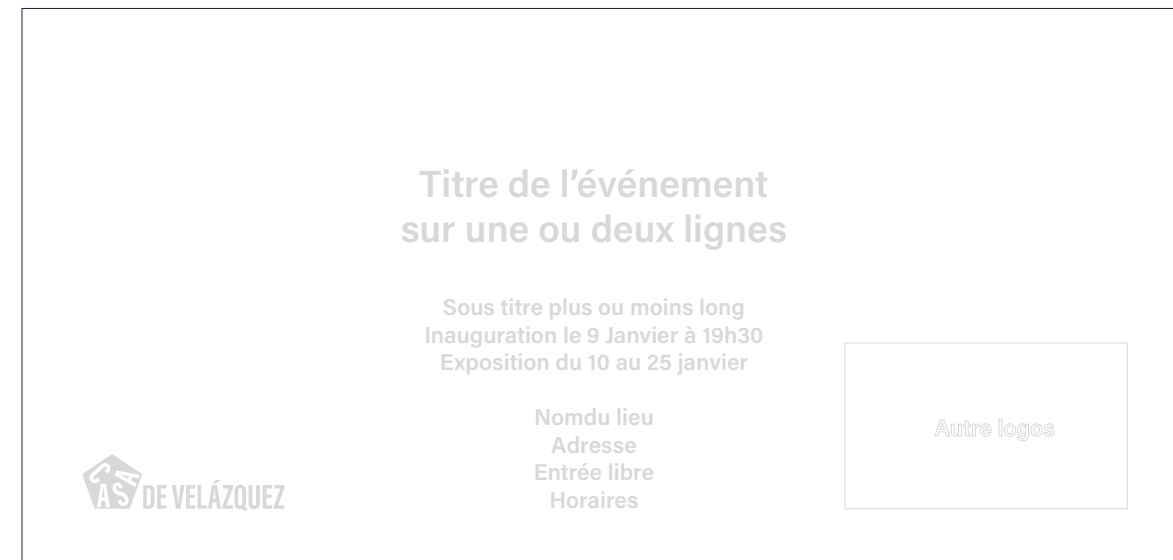 Titre de l'événement
sur une ou deux lignes
Sous titre plus ou moins long
Inauguration le 9 Janvier à 19h30
Exposition du 10 au 25 janvier
Nomdu lieu
Adresse
Entrée libre
Horaires
Autre logos
CASA DE VELÁZQUEZ